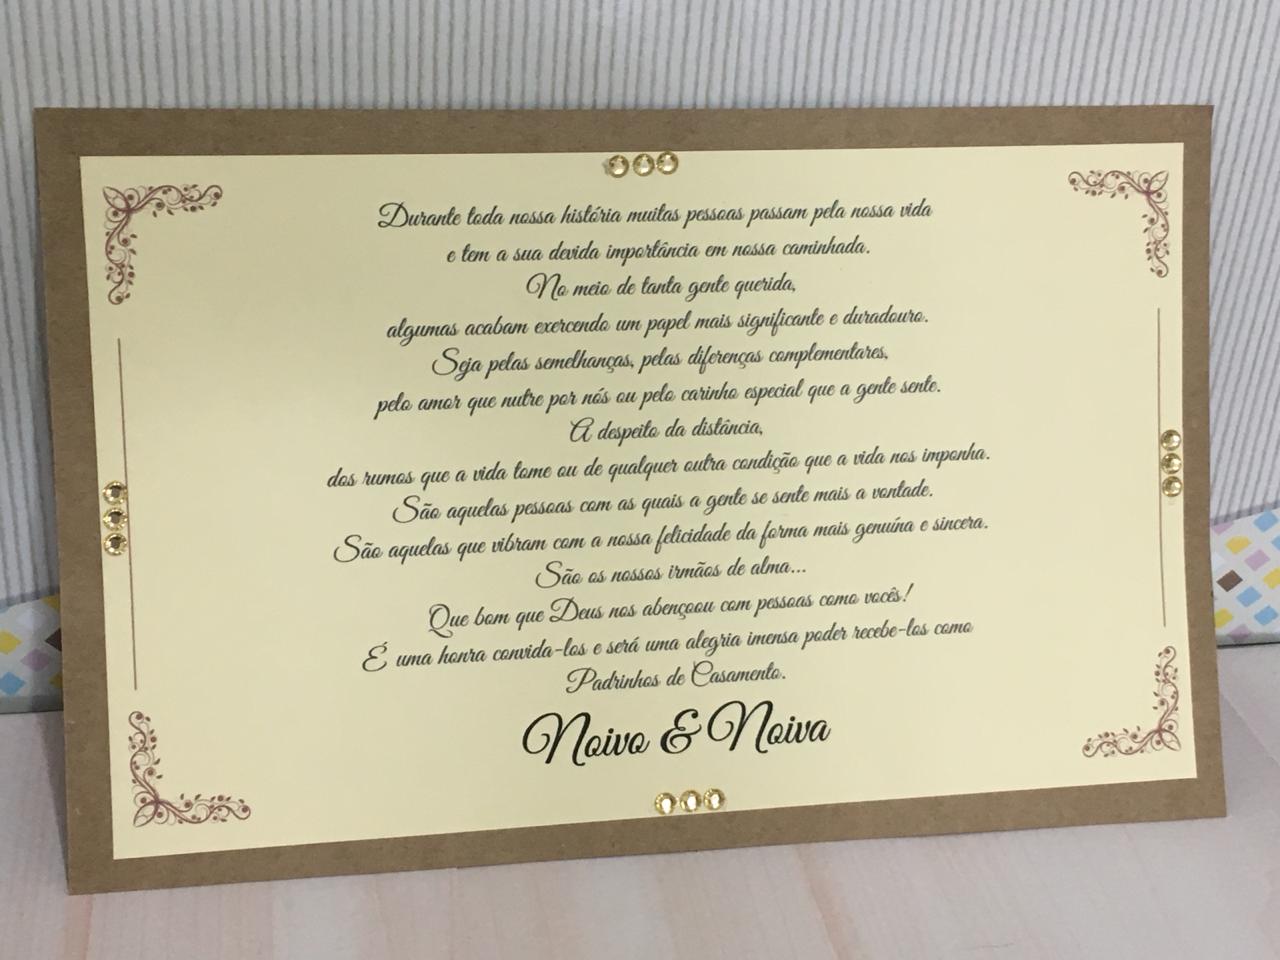 Durante toda nossa história muitas pessoas passam pela nossa vida
e tem a sua devida importância em nossa caminhada.
No meio de tanta gente querida,
algumas acabam exercendo um papel mais significante e duradouro.
Seja pelas semelhanças, pelas diferenças complementares,
pelo amor que nutre por nós ou pelo carinho especial que a gente sente.
A despeito da distância,
dos rumos que a vida tome ou de qualquer outra condição que a vida nos imponha.
São aquelas pessoas com as quais a gente se sente mais a vontade.
São aquelas que vibram com a nossa felicidade da forma mais genuína e sincera.
São os nossos irmãos de alma...
Que bom que Deus nos abençoou com pessoas como vocês!
É uma honra convida-los e será uma alegria imensa poder recebe-los como
Padrinhos de Casamento.
Noivo & Noiva